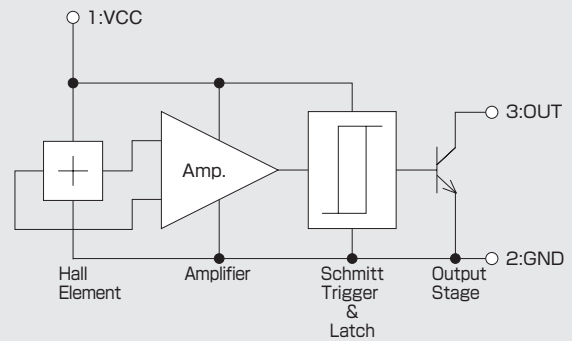 1:VCC
3:OUT
Amp.
2:GND
Hall
Element
Amplifier
Schmitt
Trigger
&
Latch
Output
Stage